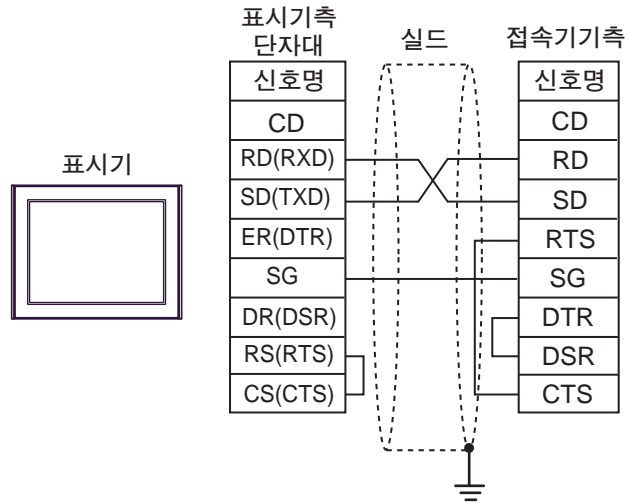 표시기측
단자대
실드
접속기기측
신호명
신호명
CD
CD
표시기
RD(RXD)
RD
SD(TXD)
SD
ER(DTR)
RTS
SG
SG
DR(DSR)
DTR
RS(RTS)
DSR
CS(CTS)
CTS